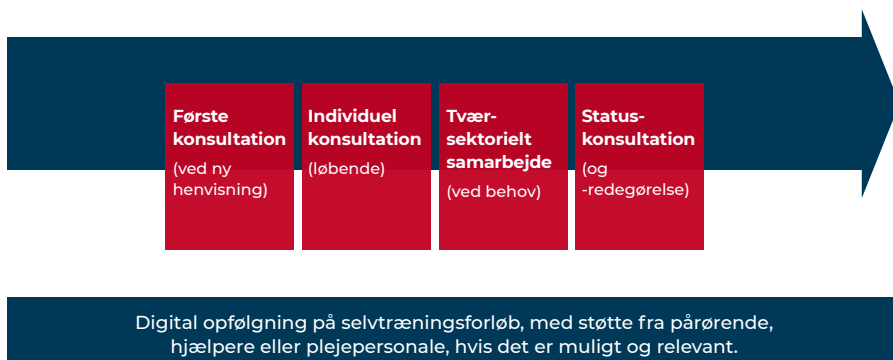 Første
konsultation
(ved ny
henvisning)
Individuel
konsultation
(løbende)
Tvær-
sektorielt
samarbejde
(ved behov)
Status-
konsultation
(og
-redegørelse)
Digital opfølgning på selvtræningsforløb, med støtte fra pårørende,
hjælpere eller plejepersonale, hvis det er muligt og relevant.